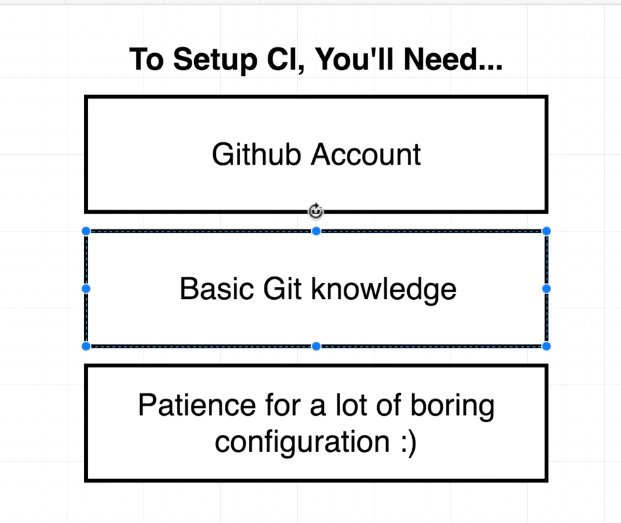 To Setup CI, You'll Need...
Github Account
Basic Git knowledge
Patience for a lot of boring
configuration :)